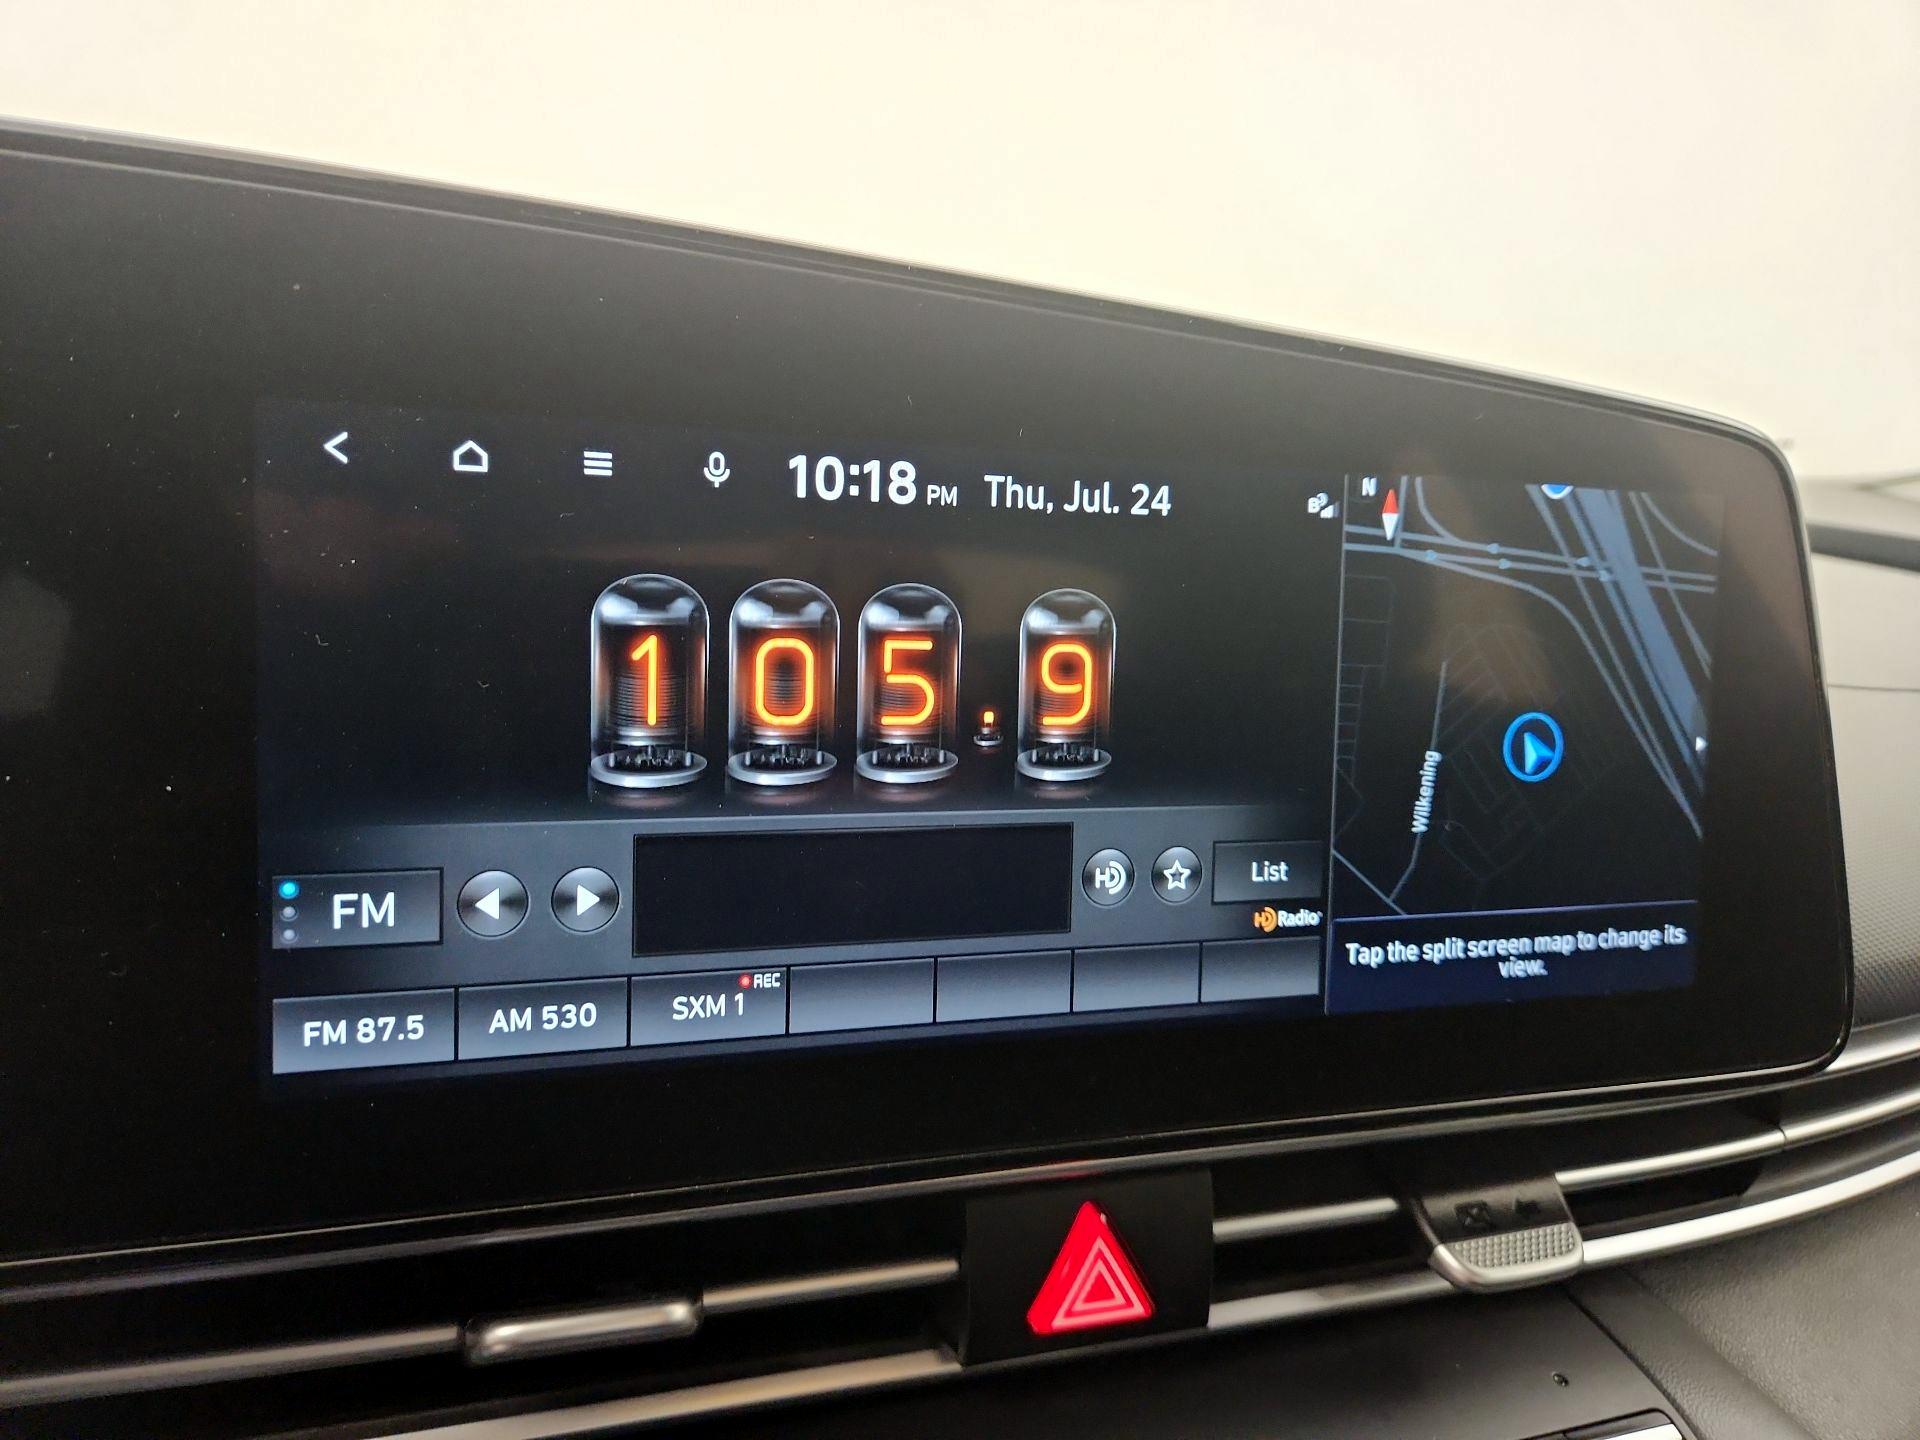 10:18 PM Thu, Jul. 24
N
105.9
Wilkening
FM
HD
List
HD Radio
Tap the split screen map to change its
view.
FM 87.5
AM 530
REC
SXM 1